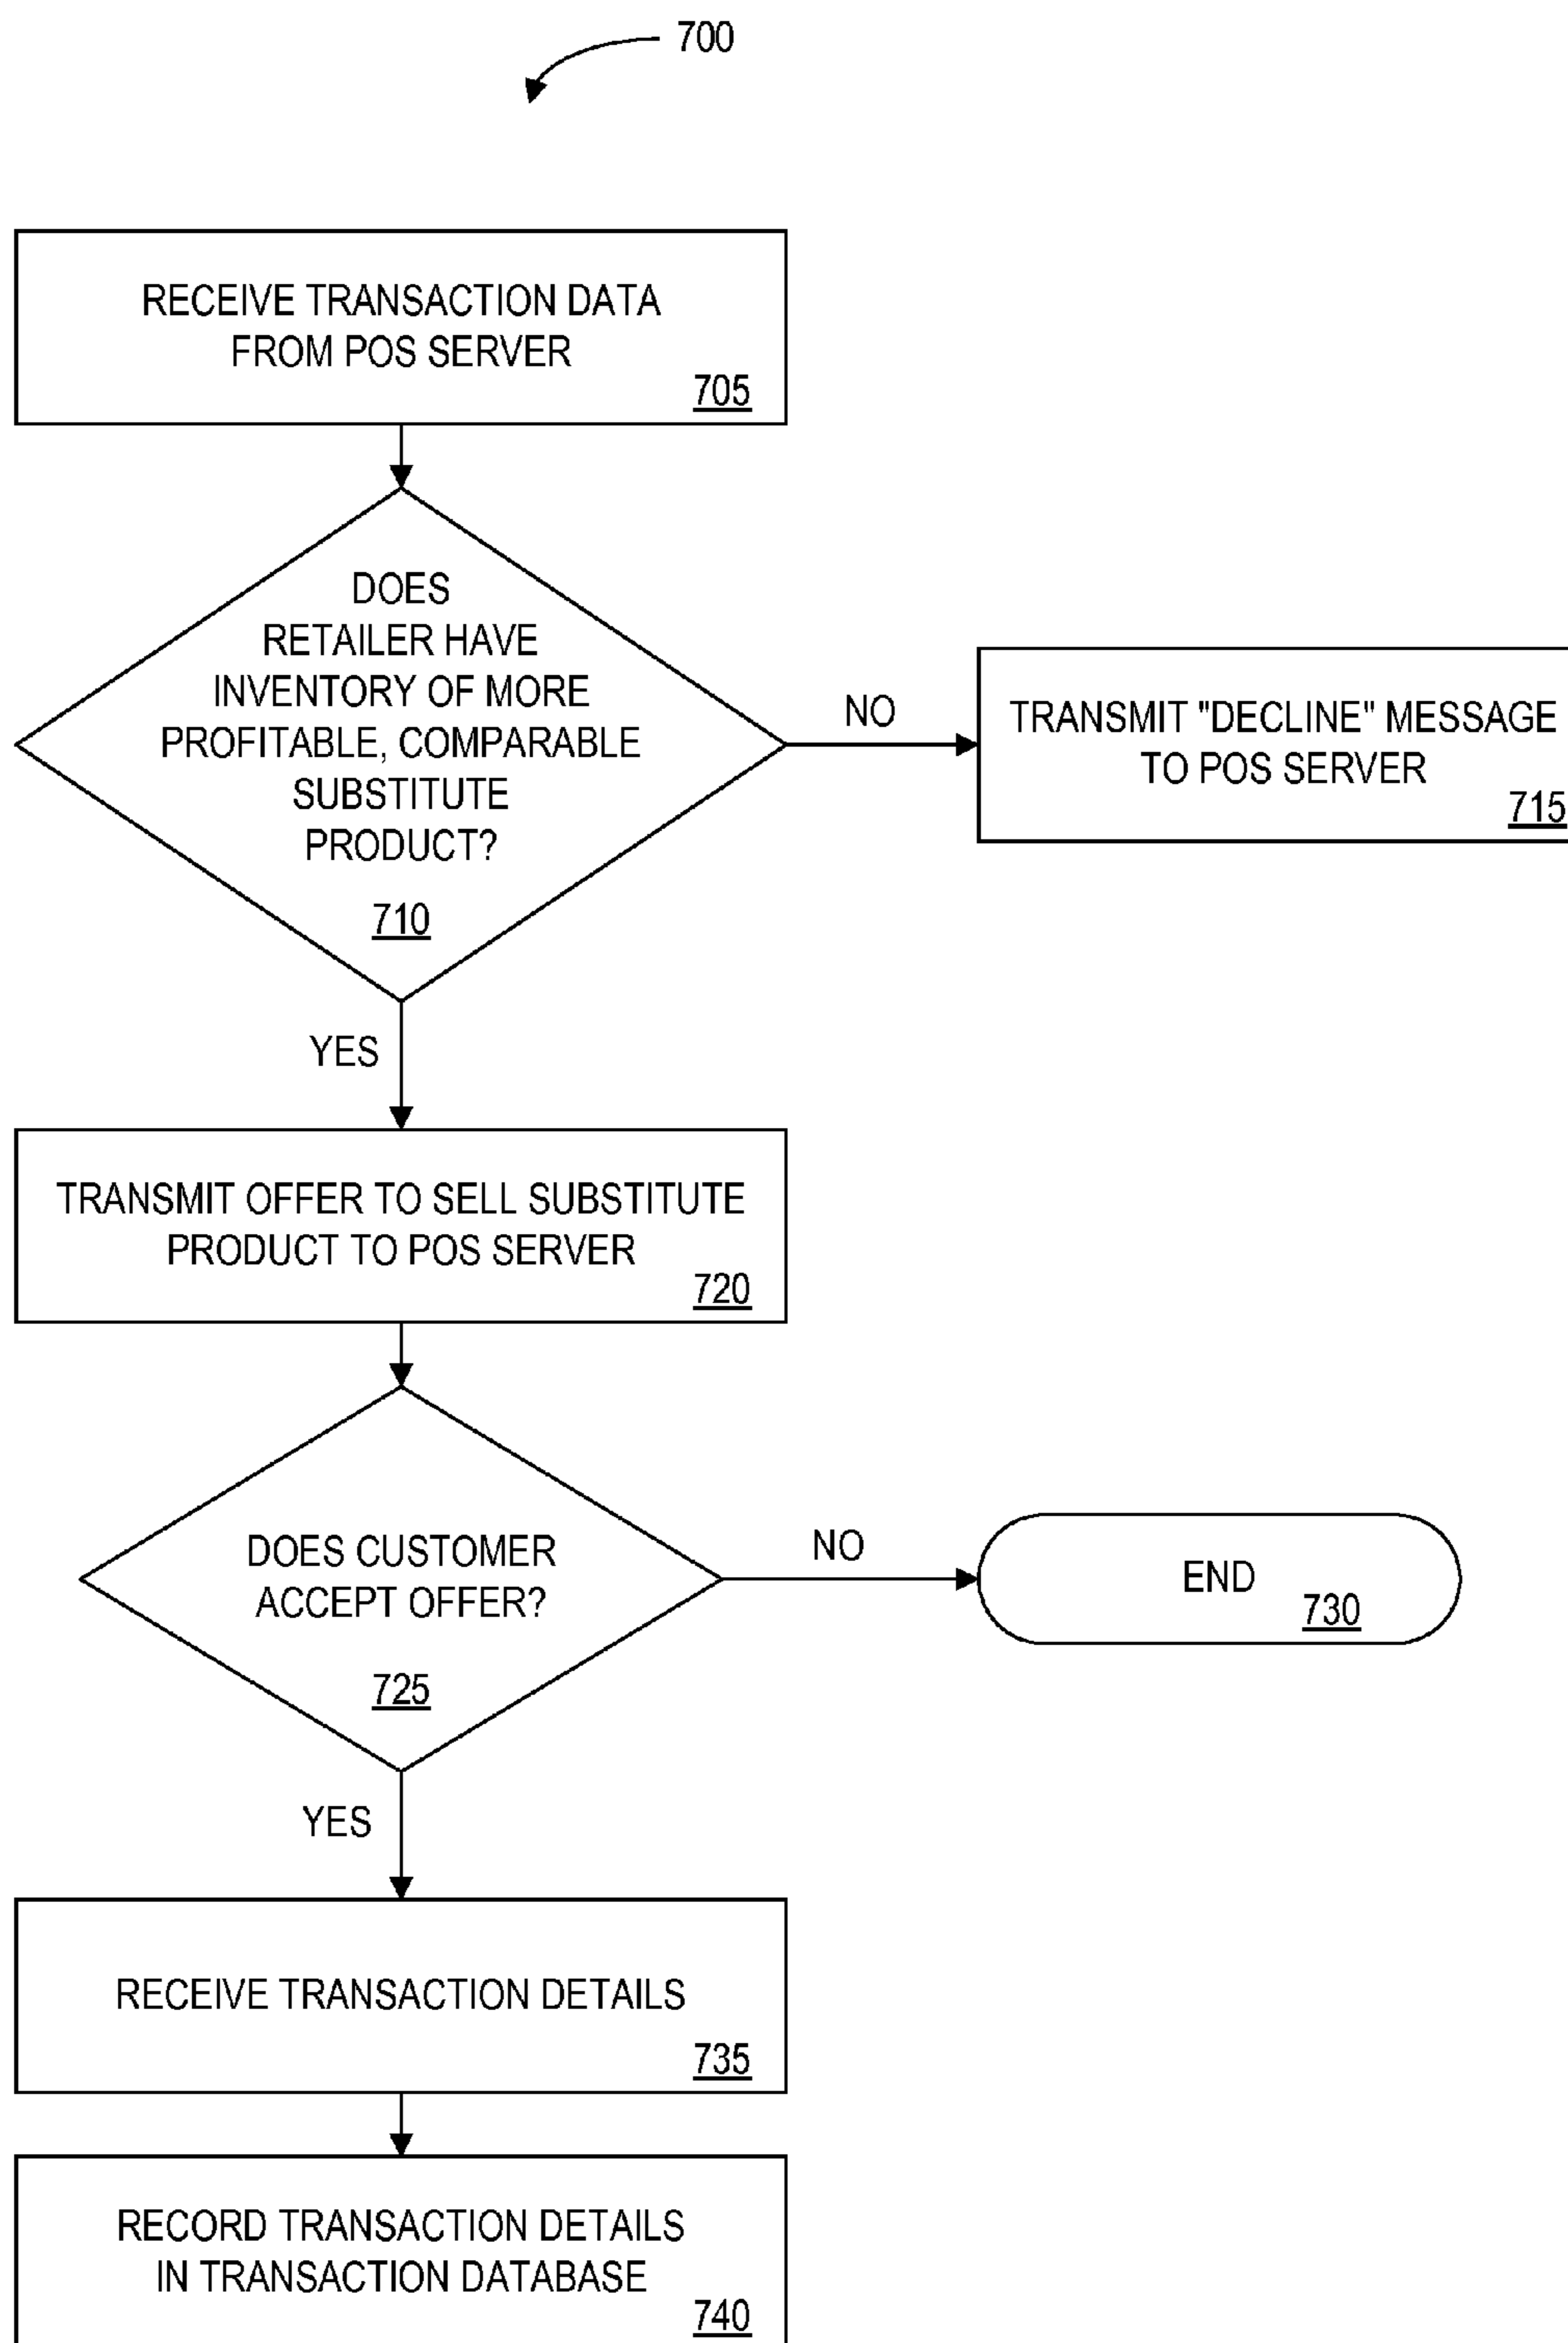 700
RECEIVE TRANSACTION DATA
FROM POS SERVER
705
DOES
RETAILER HAVE
INVENTORY OF MORE
PROFITABLE, COMPARABLE
SUBSTITUTE
PRODUCT?
710
NO
TRANSMIT "DECLINE" MESSAGE
TO POS SERVER
715
YES
TRANSMIT OFFER TO SELL SUBSTITUTE
PRODUCT TO POS SERVER
720
DOES CUSTOMER
ACCEPT OFFER?
725
NO
END
730
YES
RECEIVE TRANSACTION DETAILS
735
RECORD TRANSACTION DETAILS
IN TRANSACTION DATABASE
740